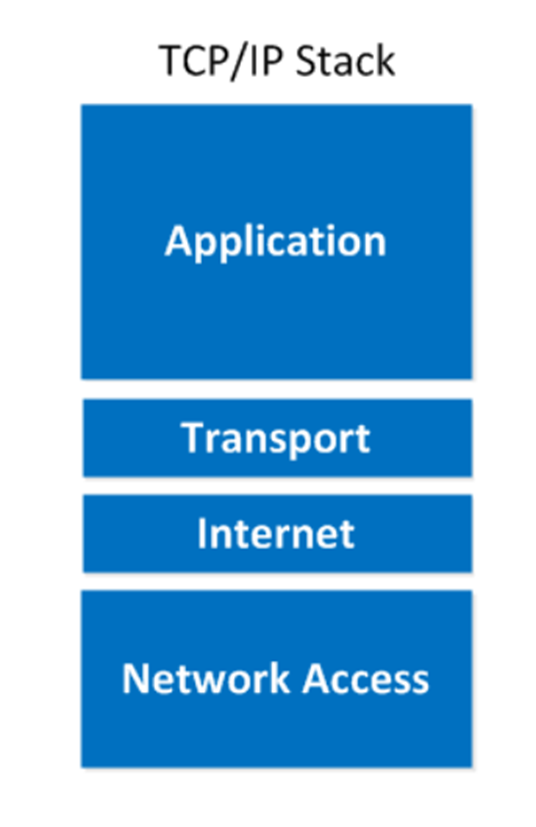 TCP/IP Stack
Application
Transport
Internet
Network Access